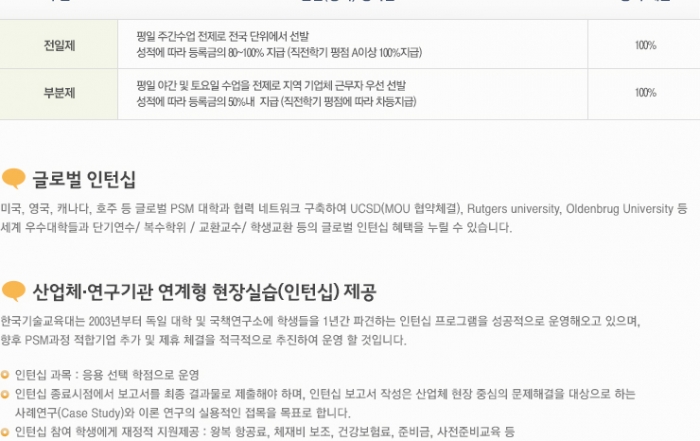 전일제
평일 주간수업 전제로 전국 단위에서 선발
성적에 따라 등록금의 80~100% 지급 (직전학기 평점 A이상 100%지급)
100%
부분제
평일 야간 및 토요일 수업을 전제로 지역 기업체 근무자 우선 선발
성적에 따라 등록금의 50%내 지급 (직전학기 평점에 따라 차등지급)
100%
글로벌 인턴십
미국, 영국, 캐나다, 호주 등 글로벌 PSM 대학과 협력 네트워크 구축하여 UCSD(MOU 협약체결), Rutgers university, Oldenbrug University 등
세계 우수대학들과 단기연수/ 복수학위 / 교환교수/ 학생교환 등의 글로벌 인턴십 혜택을 누릴 수 있습니다.
산업체·연구기관 연계형 현장실습(인턴십) 제공
한국기술교육대는 2003년부터 독일 대학 및 국책연구소에 학생들을 1년간 파견하는 인턴십 프로그램을 성공적으로 운영해오고 있으며,
향후 PSM과정 적합기업 추가 및 제휴 체결을 적극적으로 추진하여 운영 할 것입니다.
인턴십 과목 : 응용 선택 학점으로 운영
인턴십 종료시점에서 보고서를 최종 결과물로 제출해야 하며, 인턴십 보고서 작성은 산업체 현장 중심의 문제해결을 대상으로 하는
사례연구(Case Study)와 이론 연구의 실용적인 접목을 목표로 합니다.
인턴십 참여 학생에게 재정적 지원제공 : 왕복 항공료, 체재비 보조, 건강보험료, 준비금, 사전준비교육 등